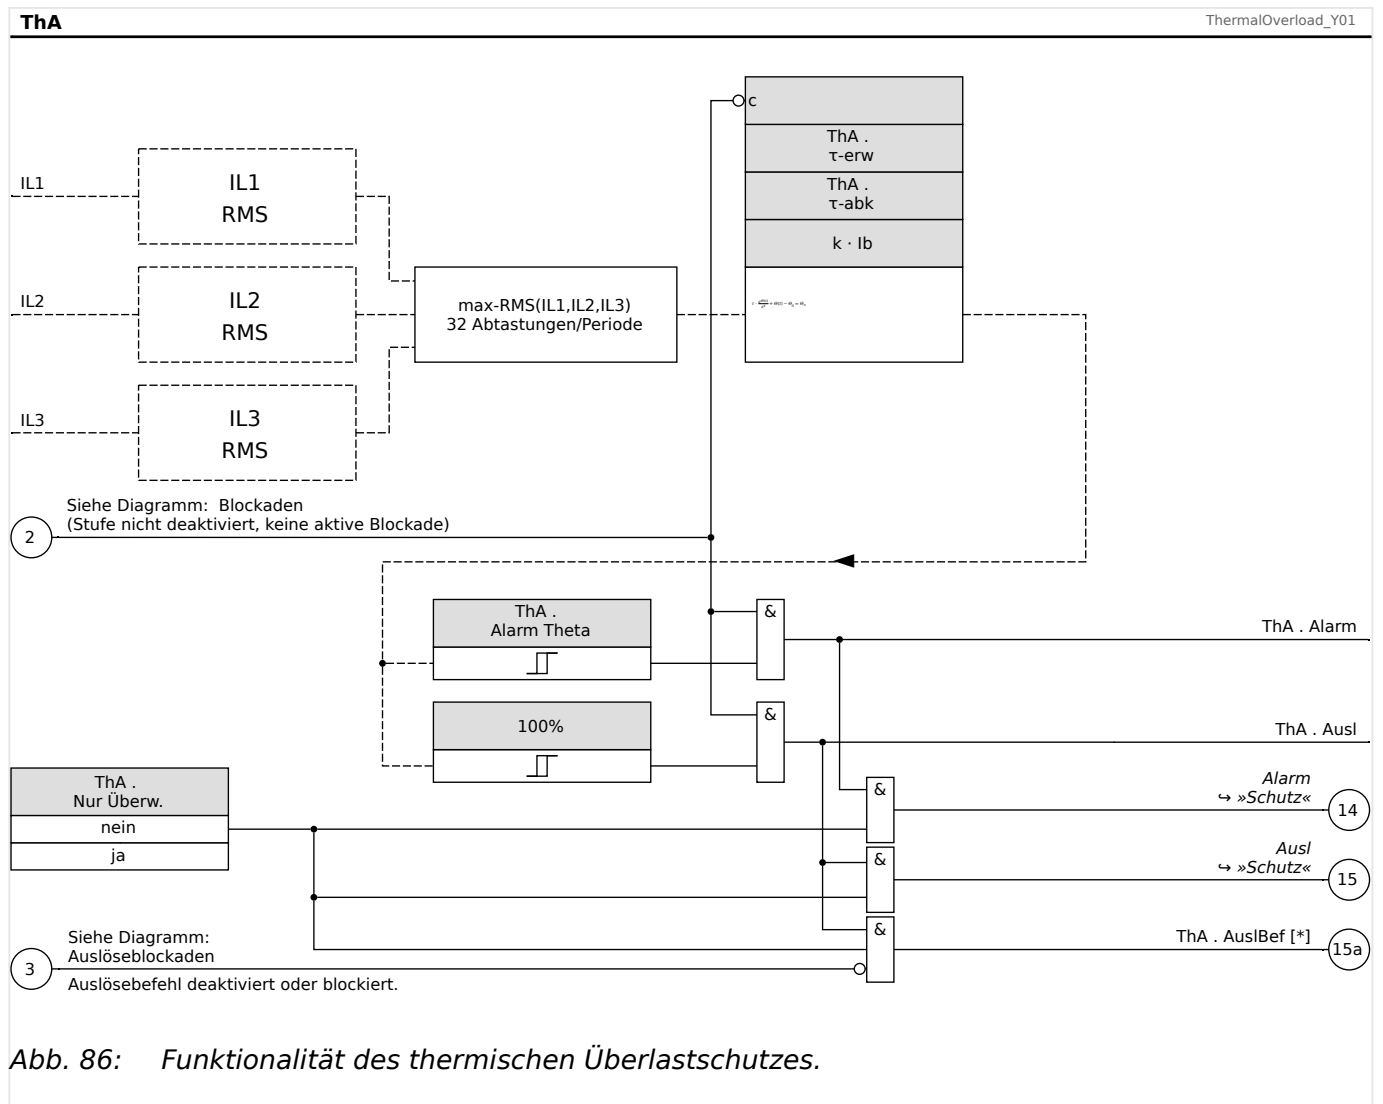 ThA
ThermalOverload_Y01
c
ThA .
τ-erw
ThA .
τ-abk
k · Ib
IL1
IL1
RMS
IL2
IL2
RMS
IL3
IL3
RMS
max-RMS(IL1,IL2,IL3)
32 Abtastungen/Periode
Siehe Diagramm: Blockaden
(Stufe nicht deaktiviert, keine aktive Blockade)
2
ThA .
Alarm Theta
&
ThA . Alarm
100%
&
ThA . Ausl
ThA .
Nur Überw.
nein
ja
&
Alarm
↪ »Schutz«
14
&
Ausl
↪ »Schutz«
15
&
ThA . AuslBef [*]
15a
Siehe Diagramm:
Auslöseblockaden
3
Auslösebefehl deaktiviert oder blockiert.
Abb. 86: Funktionalität des thermischen Überlastschutzes.